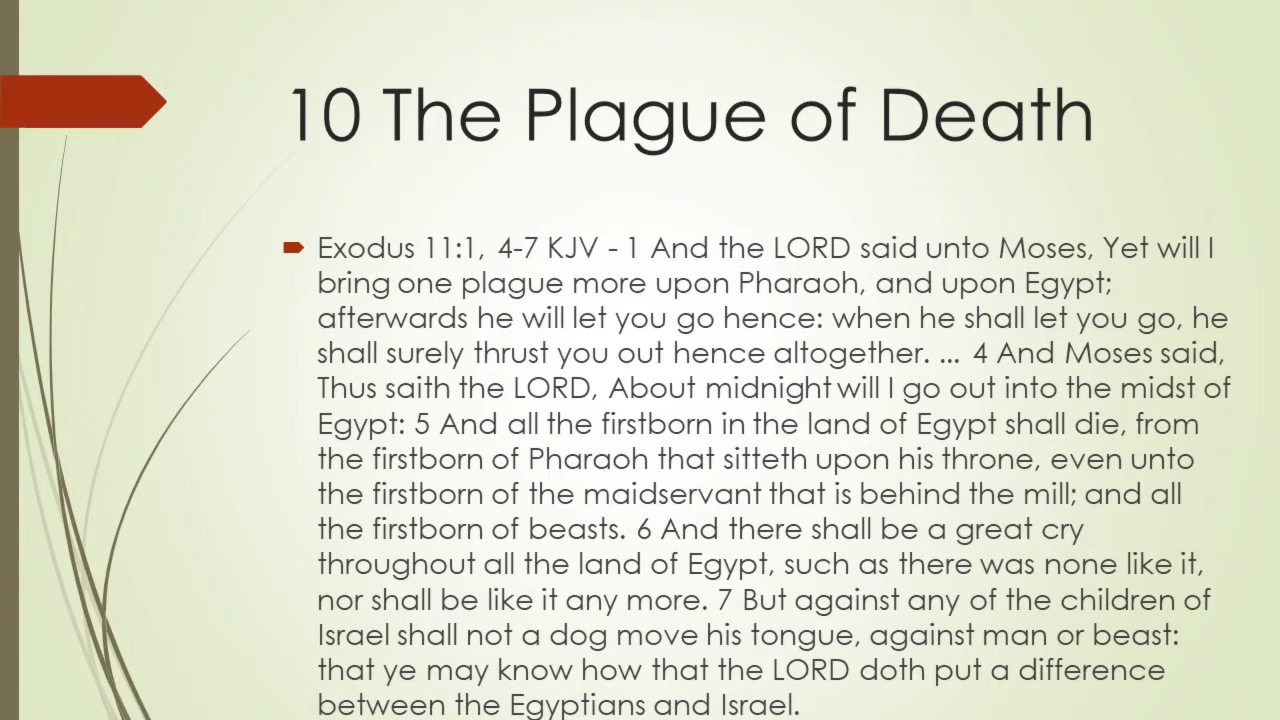 10 The Plague of Death
Exodus 11:1, 4-7 KJV - 1 And the LORD said unto Moses, Yet will I
bring one plague more upon Pharaoh, and upon Egypt;
afterwards he will let you go hence: when he shall let you go, he
shall surely thrust you out hence altogether. ... 4 And Moses said,
Thus saith the LORD, About midnight will I go out into the midst of
Egypt: 5 And all the firstborn in the land of Egypt shall die, from
the firstborn of Pharaoh that sitteth upon his throne, even unto
the firstborn of the maidservant that is behind the mill; and all
the firstborn of beasts. 6 And there shall be a great cry
throughout all the land of Egypt, such as there was none like it,
nor shall be like it any more. 7 But against any of the children of
Israel shall not a dog move his tongue, against man or beast:
that ye may know how that the LORD doth put a difference
between the Egyptians and Israel.